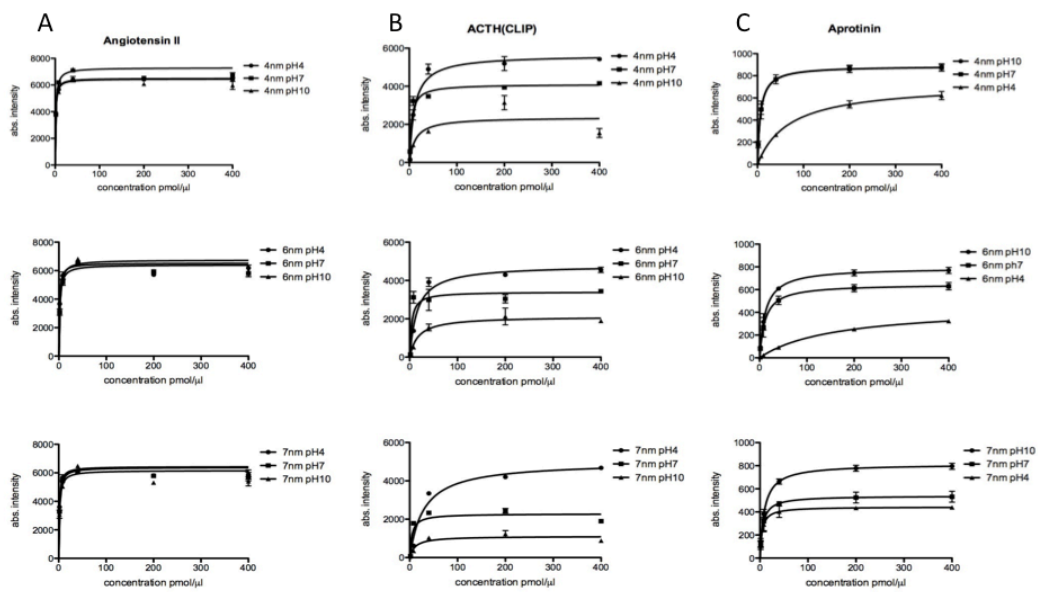 A
B
C
Angiotensin II
ACTH(CLIP)
Aprotinin
8000
6000
4000
2000
0
abs. intensity
0 100 200 300 400
concentration pmol/µl
4nm pH4
4nm pH7
4nm pH10
6000
4000
2000
0
abs. intensity
0 100 200 300 400
concentration pmol/µl
4nm pH4
4nm pH7
4nm pH10
1000
800
600
400
200
0
abs. intensity
0 100 200 300 400
concentration pmol/µl
4nm pH10
4nm pH7
4nm pH4
8000
6000
4000
2000
0
abs. intensity
0 100 200 300 400
concentration pmol/µl
6nm pH4
6nm pH7
6nm pH10
6000
4000
2000
0
abs. intensity
0 100 200 300 400
concentration pmol/µl
6nm pH4
6nm pH7
6nm pH10
1000
800
600
400
200
0
abs. intensity
0 100 200 300 400
concentration pmol/µl
6nm pH10
6nm ph7
6nm pH4
8000
6000
4000
2000
0
abs. intensity
0 100 200 300 400
concentration pmol/µl
7nm pH4
7nm pH7
7nm pH10
6000
4000
2000
0
abs. intensity
0 100 200 300 400
concentration pmol/µl
7nm pH4
7nm pH7
7nm pH10
1000
800
600
400
200
0
abs. intensity
0 100 200 300 400
concentration pmol/µl
7nm pH10
7nm pH7
7nm pH4